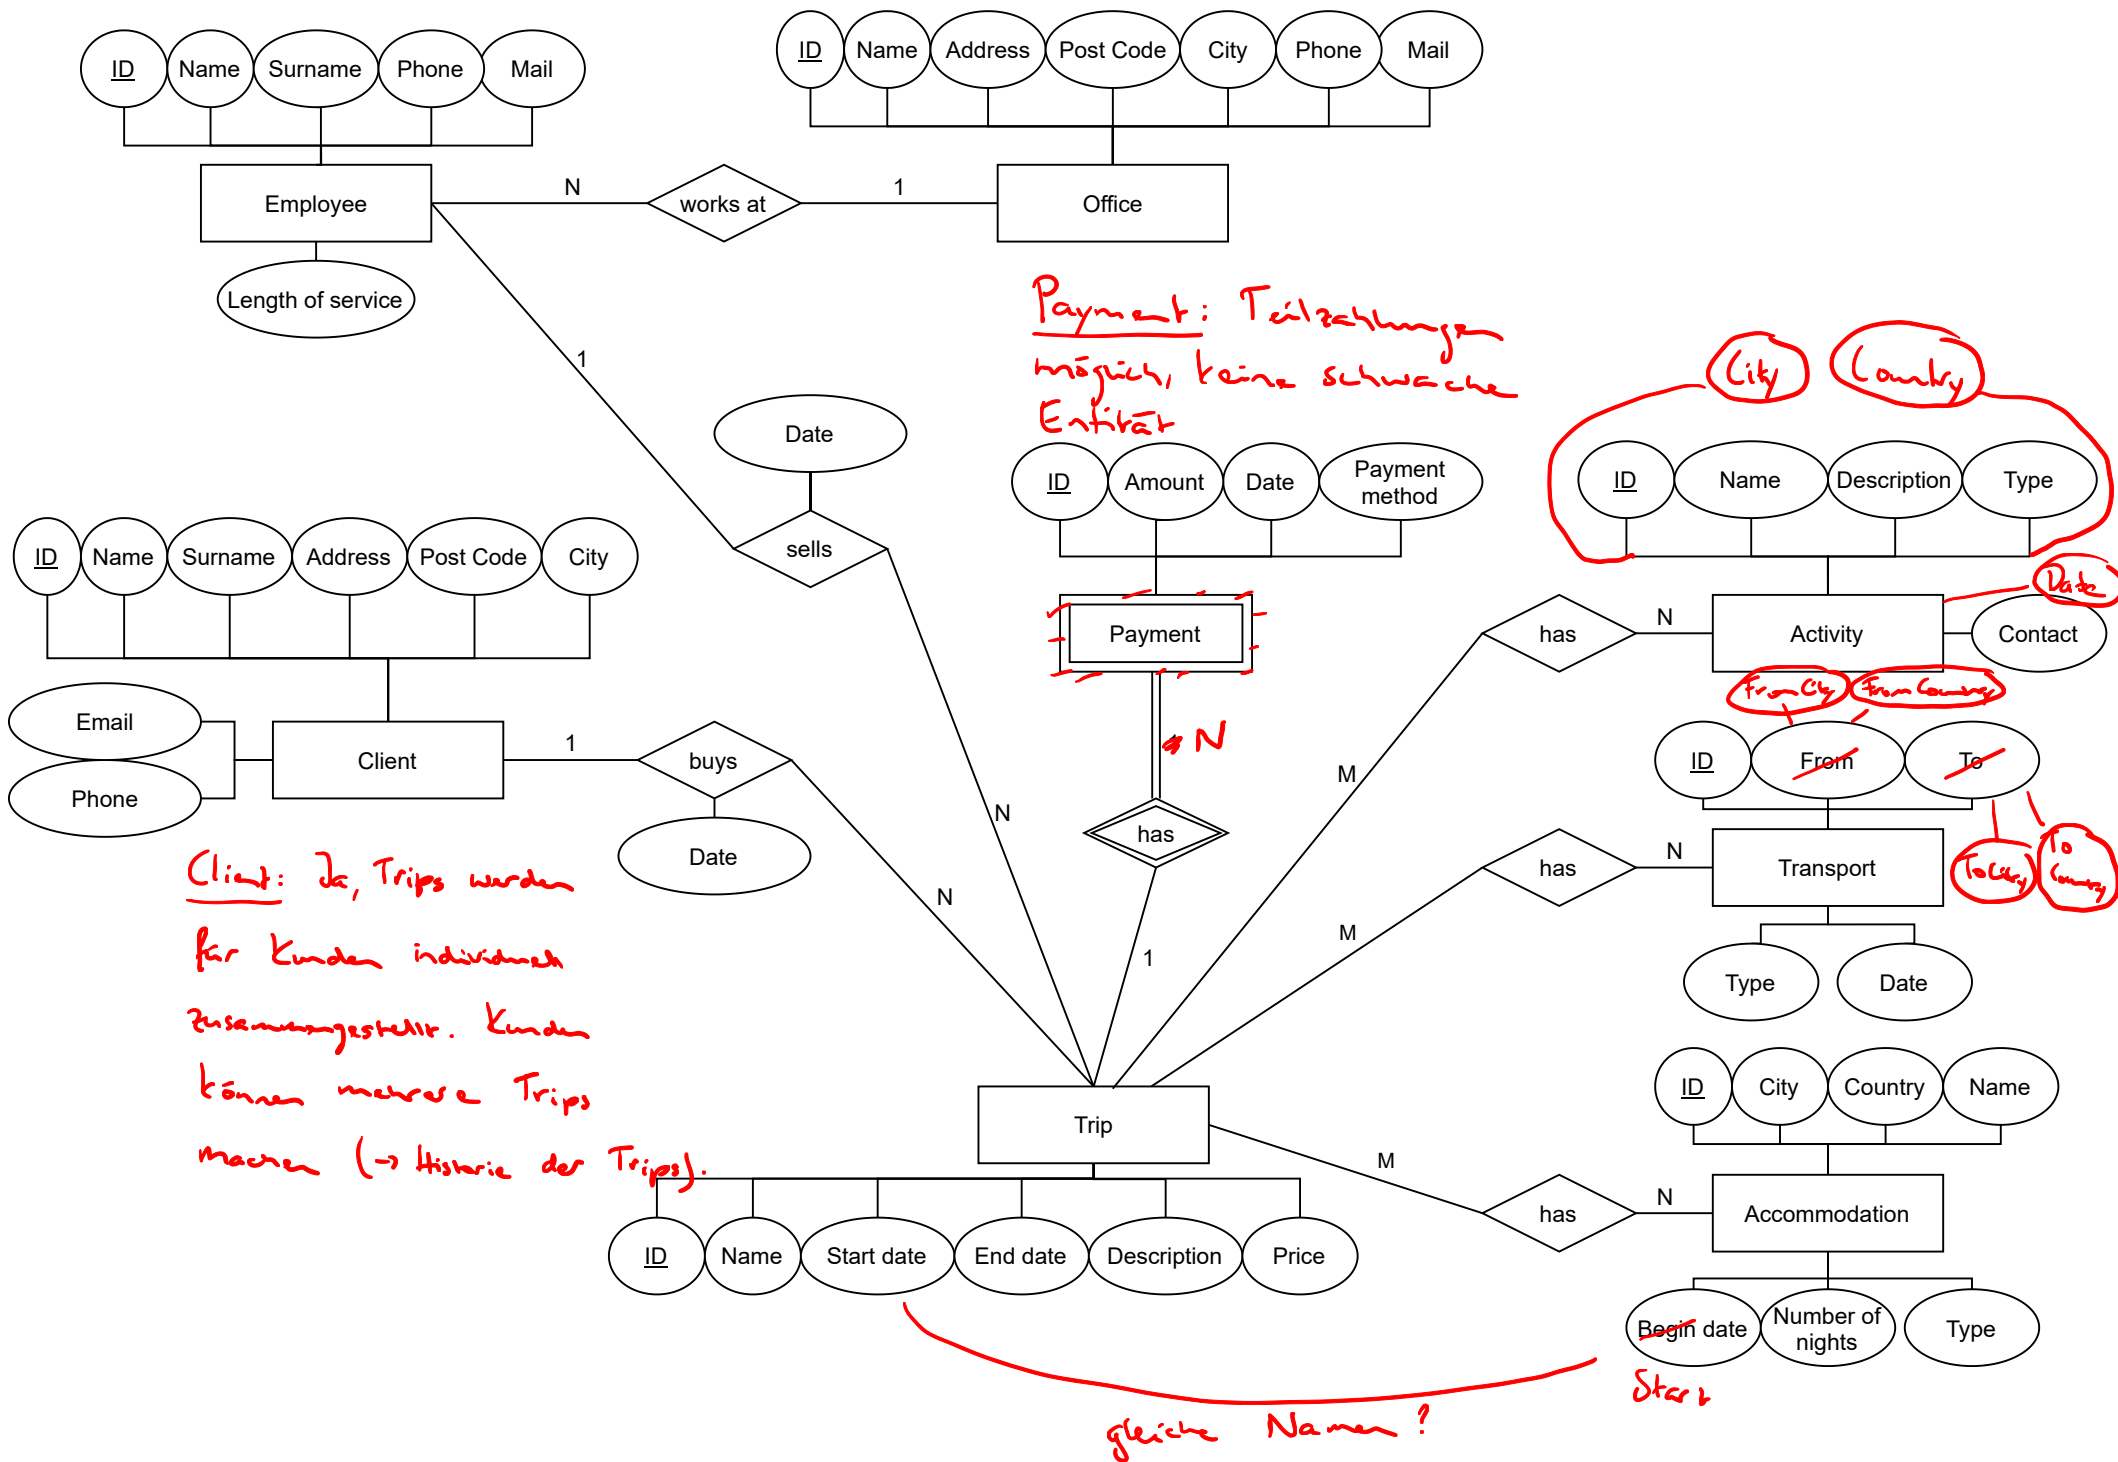 ID Name Surname Phone Mail
ID Name Address Post Code City Phone Mail
Employee
N
works at
1
Office
Length of service
Payment: Teilzahlungen
möglich, keine schwache
Entität
City Country
1
Date
ID Amount Date Payment
method
ID Name Description Type
sells
ID Name Surname Address Post Code City
Date
Payment
has
N
Activity
Contact
From City From Country
Email
Phone
Client
1
buys
N
M
ID From To
Date
N
has
has
N
Transport
To City
To
Country
Client: Ja, Trips werden
für Kunden individuell
zusammengestellt. Kunden
können mehrere Trips
machen (-> Historie der Trips).
N
M
1
Type Date
Trip
ID City Country Name
M
has
N
Accommodation
ID Name Start date End date Description Price
Begin date Number of
nights
Type
Start
gleiche Namen?